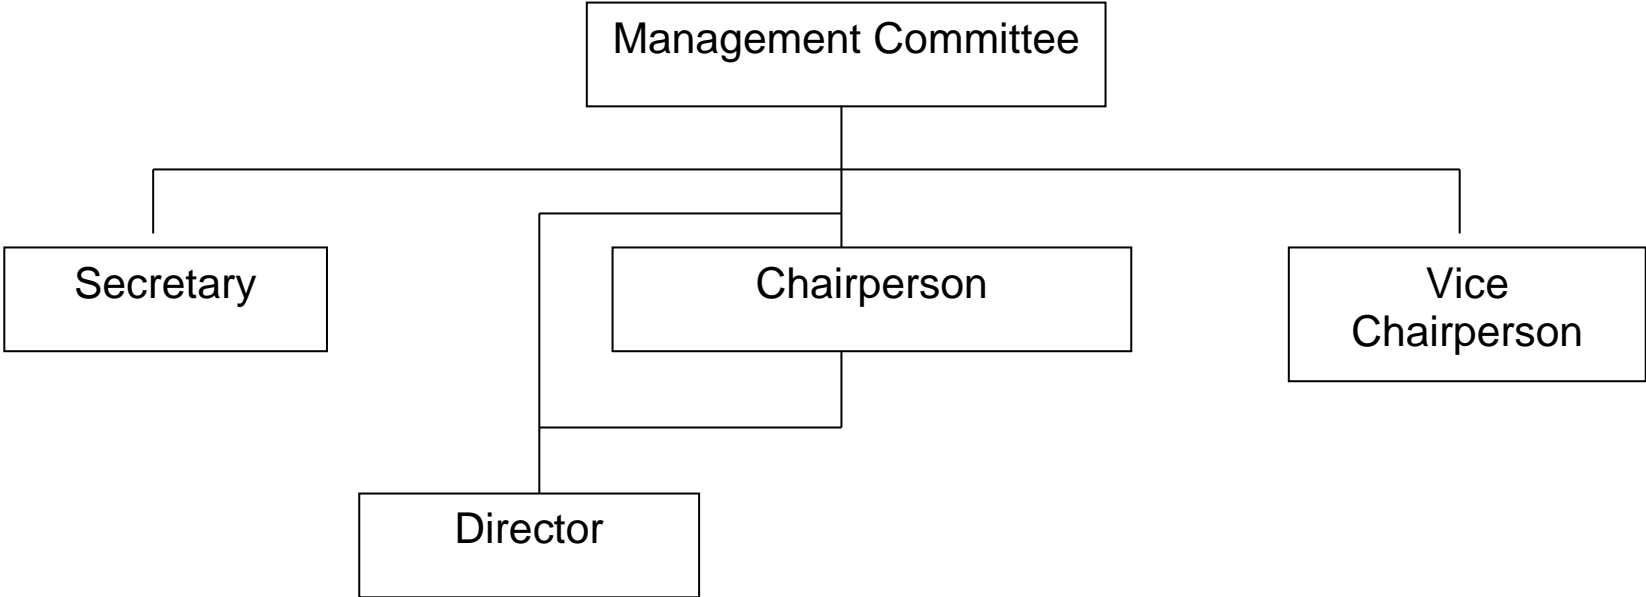 Management Committee
Secretary
Chairperson
Vice
Chairperson
Director